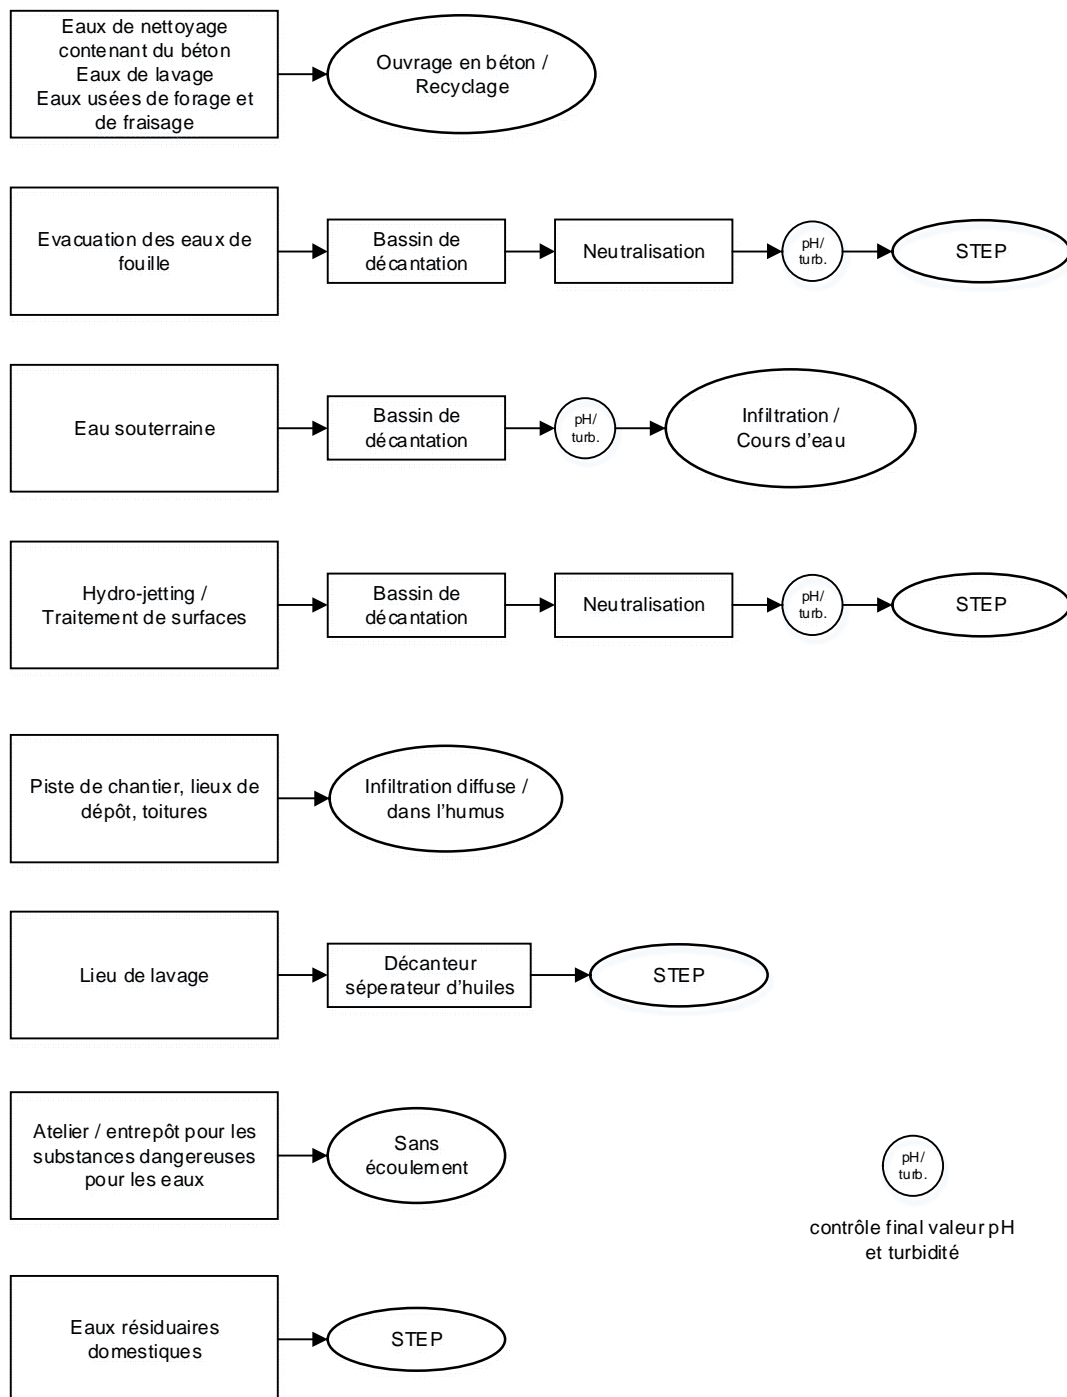 Eaux de nettoyage
contenant du béton
Eaux de lavage
Eaux usées de forage et
de fraisage
Ouvrage en béton /
Recyclage
Evacuation des eaux de
fouille
Bassin de
décantation
Neutralisation
pH/
turb.
STEP
Eau souterraine
Bassin de
décantation
pH/
turb.
Infiltration /
Cours d'eau
Hydro-jetting /
Traitement de surfaces
Bassin de
décantation
Neutralisation
pH/
turb.
STEP
Piste de chantier, lieux de
dépôt, toitures
Infiltration diffuse /
dans l'humus
Lieu de lavage
Décanteur
séperateur d'huiles
STEP
Atelier / entrepôt pour les
substances dangereuses
pour les eaux
Sans
écoulement
pH/
turb.
contrôle final valeur pH
et turbidité
Eaux résiduaires
domestiques
STEP